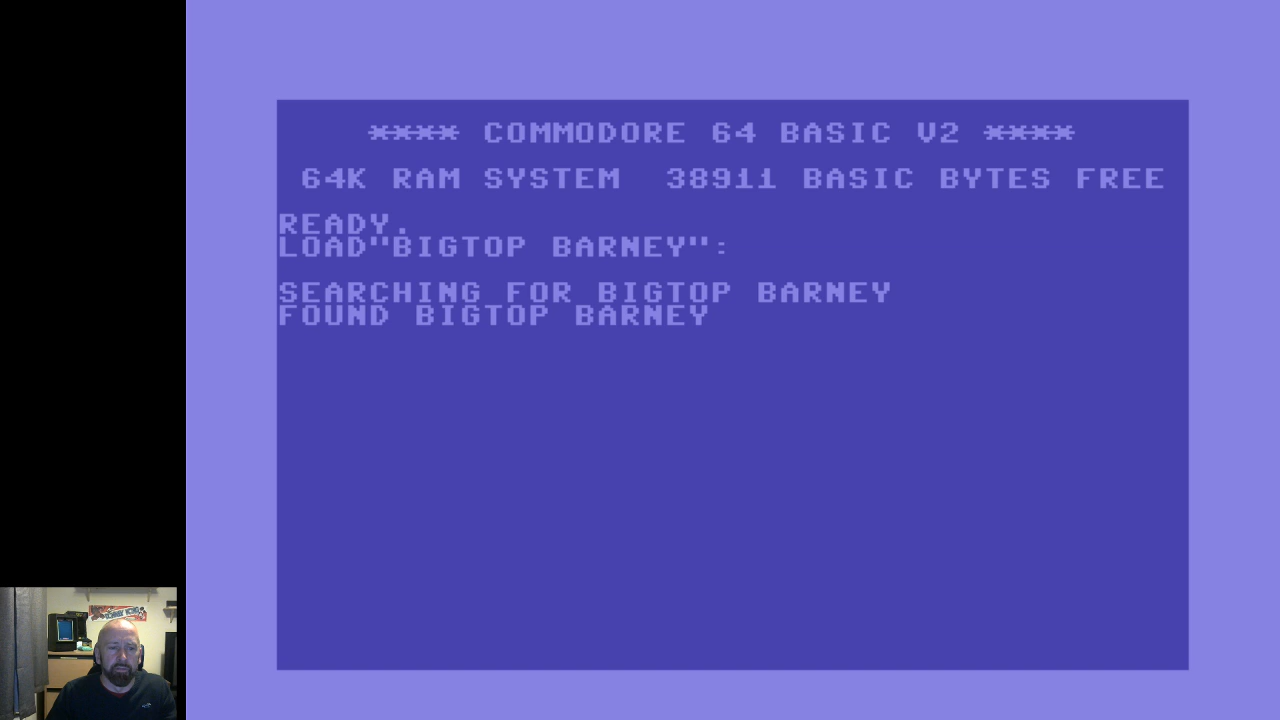 **** COMMODORE 64 BASIC V2 ****
64K RAM SYSTEM  38911 BASIC BYTES FREE
READY.
LOAD"BIGTOP BARNEY":
SEARCHING FOR BIGTOP BARNEY
FOUND BIGTOP BARNEY